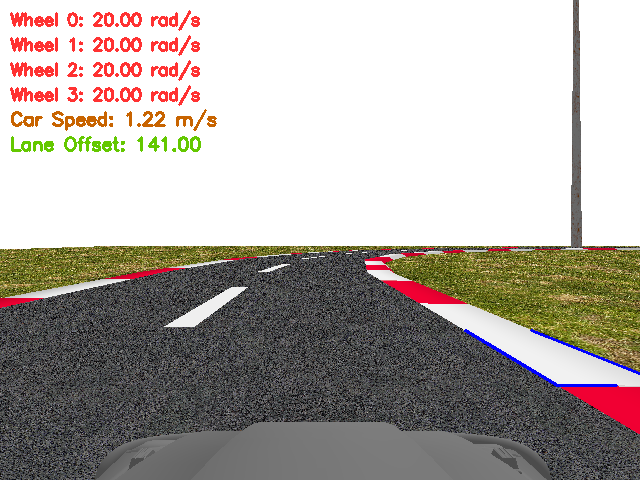 Wheel 0: 20.00 rad/s
Wheel 1: 20.00 rad/s
Wheel 2: 20.00 rad/s
Wheel 3: 20.00 rad/s
Car Speed: 1.22 m/s
Lane Offset: 141.00